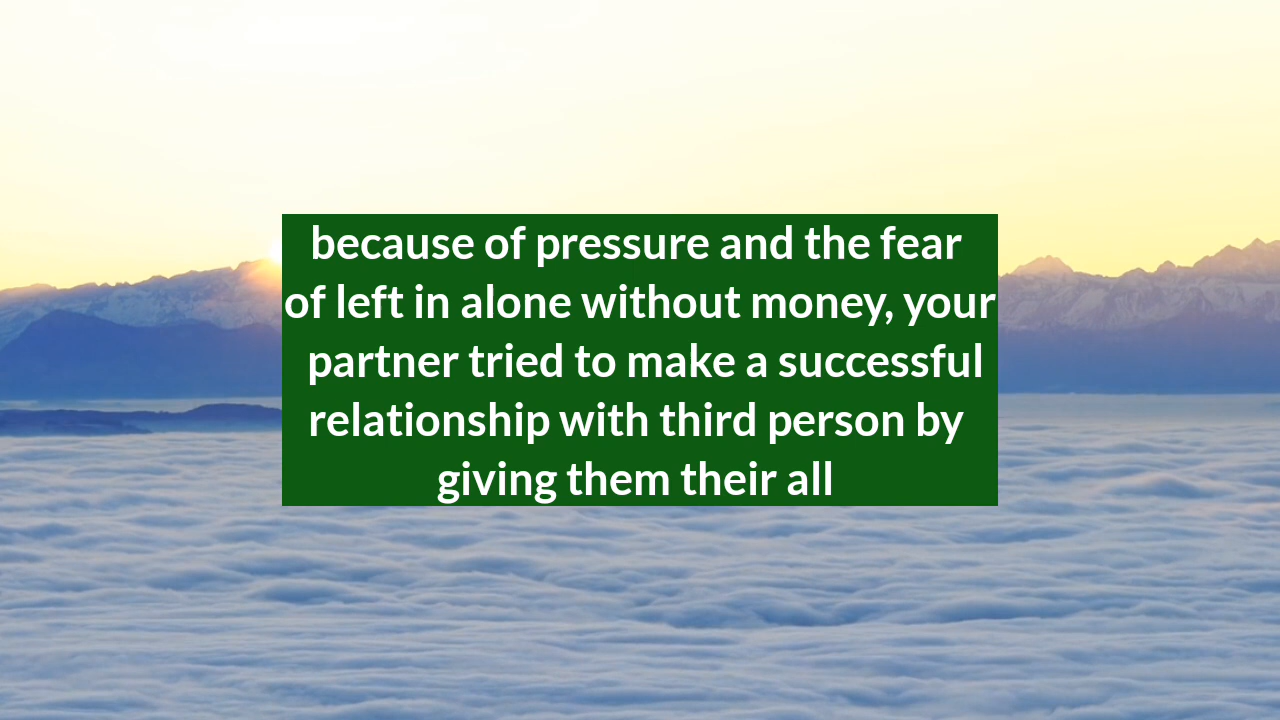 because of pressure and the fear
of left in alone without money, your
partner tried to make a successful
relationship with third person by
giving them their all